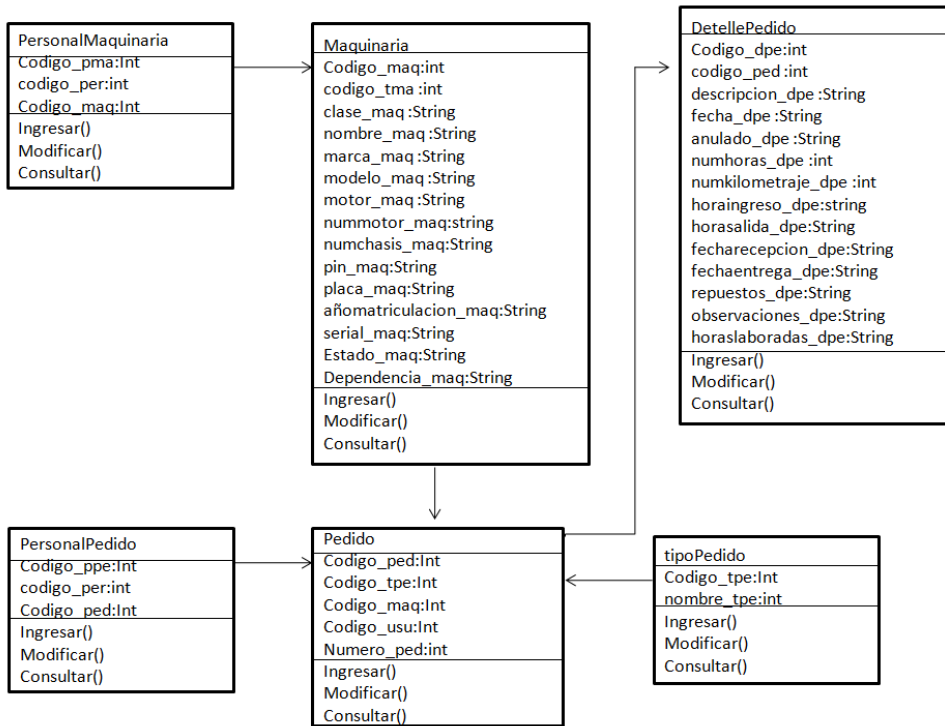 PersonalMaquinaria
Codigo_pma:Int
codigo_per:int
Codigo_maq:Int
Ingresar()
Modificar()
Consultar()
Maquinaria
Codigo_maq:int
codigo_tma :int
clase_maq:String
nombre_maq :String
marca_maq :String
modelo_maq :String
motor_maq :String
nummotor_maq:string
numchasis_maq:String
pin_maq:String
placa_maq:String
añomatriculacion_maq:String
serial_maq:String
Estado_maq:String
Dependencia_maq:String
Ingresar()
Modificar()
Consultar()
DetellePedido
Codigo_dpe:int
codigo_ped :int
descripcion_dpe :String
fecha_dpe :String
anulado_dpe :String
numhoras_dpe :int
numkilometraje_dpe :int
horaingreso_dpe:string
horasalida_dpe:String
fecharecepcion_dpe:String
fechaentrega_dpe:String
repuestos_dpe:String
observaciones_dpe:String
horaslaboradas_dpe:String
Ingresar()
Modificar()
Consultar()
PersonalPedido
Codigo_ppe:Int
codigo_per:int
Codigo_ped:Int
Ingresar()
Modificar()
Consultar()
Pedido
Codigo_ped:Int
Codigo_tpe:Int
Codigo_maq:Int
Codigo_usu:Int
Numero_ped:int
Ingresar()
Modificar()
Consultar()
tipoPedido
Codigo_tpe:Int
nombre_tpe:int
Ingresar()
Modificar()
Consultar()